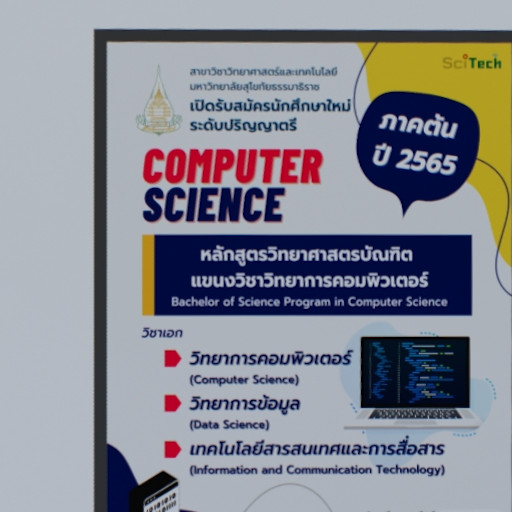 SciTech
สาขาวิชาวิทยาศาสตร์และเทคโนโลยี
มหาวิทยาลัยสุโขทัยธรรมาธิราช
เปิดรับสมัครนักศึกษาใหม่
ระดับปริญญาตรี
ภาคต้น
ปี 2565
COMPUTER
SCIENCE
หลักสูตรวิทยาศาสตรบัณฑิต
แขนงวิชาวิทยาการคอมพิวเตอร์
Bachelor of Science Program in Computer Science
วิชาเอก
วิทยาการคอมพิวเตอร์
(Computer Science)
วิทยาการข้อมูล
(Data Science)
เทคโนโลยีสารสนเทศและการสื่อสาร
(Information and Communication Technology)